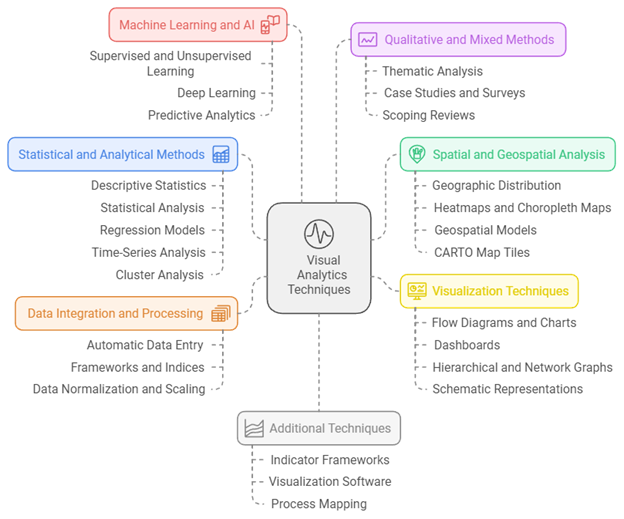 Machine Learning and AI
Supervised and Unsupervised
Learning
Deep Learning
Predictive Analytics
Qualitative and Mixed Methods
Thematic Analysis
Case Studies and Surveys
Scoping Reviews
Statistical and Analytical Methods
Descriptive Statistics
Statistical Analysis
Regression Models
Time-Series Analysis
Cluster Analysis
Spatial and Geospatial Analysis
Geographic Distribution
Heatmaps and Choropleth Maps
Geospatial Models
CARTO Map Tiles
Visual
Analytics
Techniques
Data Integration and Processing
Automatic Data Entry
Frameworks and Indices
Data Normalization and Scaling
Visualization Techniques
Flow Diagrams and Charts
Dashboards
Hierarchical and Network Graphs
Schematic Representations
Additional Techniques
Indicator Frameworks
Visualization Software
Process Mapping